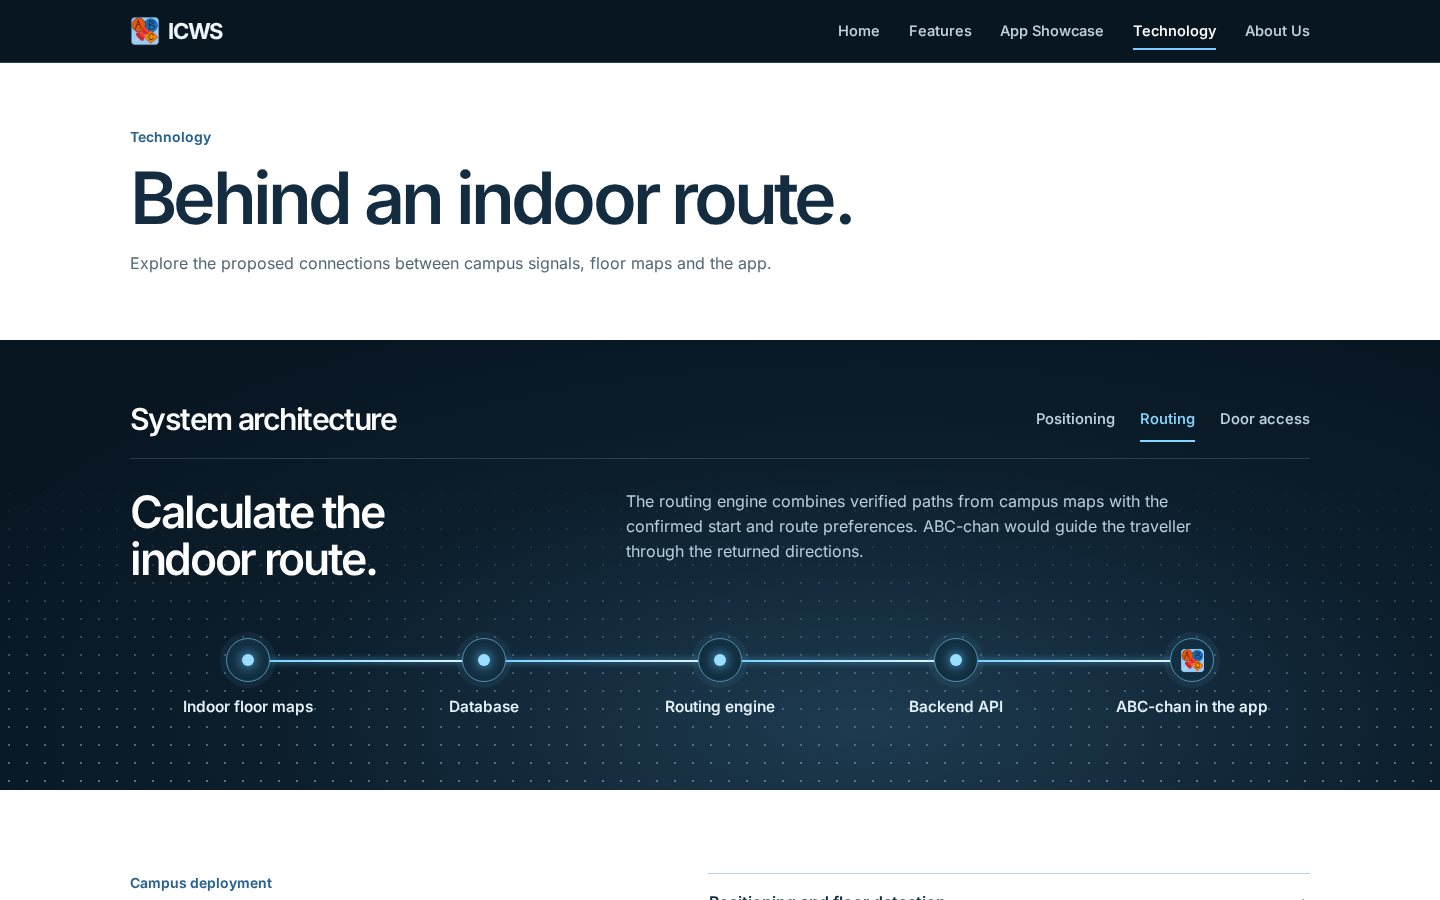 ICWS
Home
Features
App Showcase
Technology
About Us
Technology
Behind an indoor route.
Explore the proposed connections between campus signals, floor maps and the app.
System architecture
Positioning
Routing
Door access
Calculate the
indoor route.
The routing engine combines verified paths from campus maps with the
confirmed start and route preferences. ABC-chan would guide the traveller
through the returned directions.
Indoor floor maps
Database
Routing engine
Backend API
ABC-chan in the app
Campus deployment
Positioning and floor detection